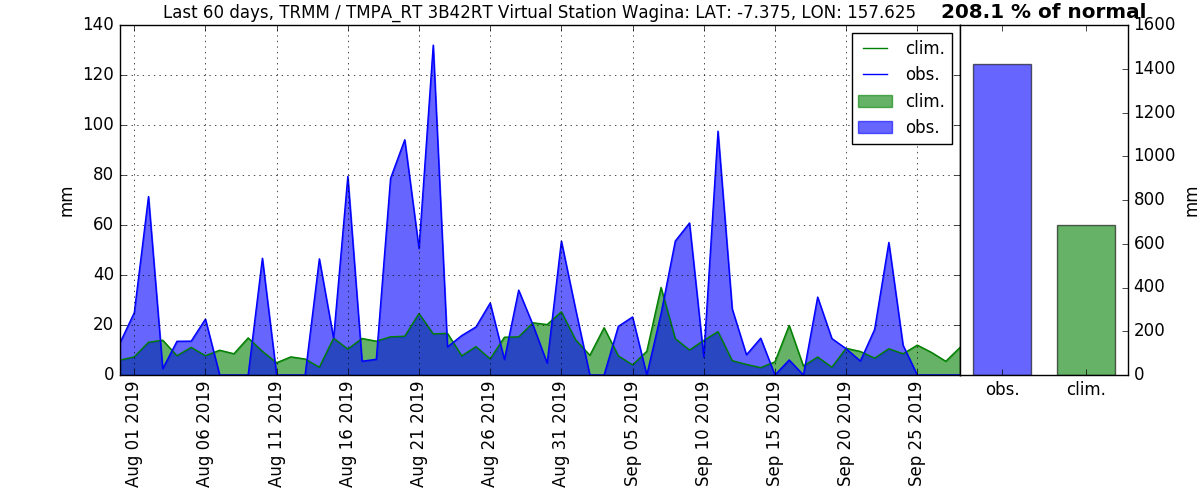 Last 60 days, TRMM / TMPA_RT 3B42RT Virtual Station Wagina: LAT: -7.375, LON: 157.625
208.1 % of normal
140
120
100
80
60
40
20
0
mm
clim.
obs.
clim.
obs.
1600
1400
1200
1000
800
600
400
200
0
mm
Aug 01 2019
Aug 06 2019
Aug 11 2019
Aug 16 2019
Aug 21 2019
Aug 26 2019
Aug 31 2019
Sep 05 2019
Sep 10 2019
Sep 15 2019
Sep 20 2019
Sep 25 2019
obs.
clim.